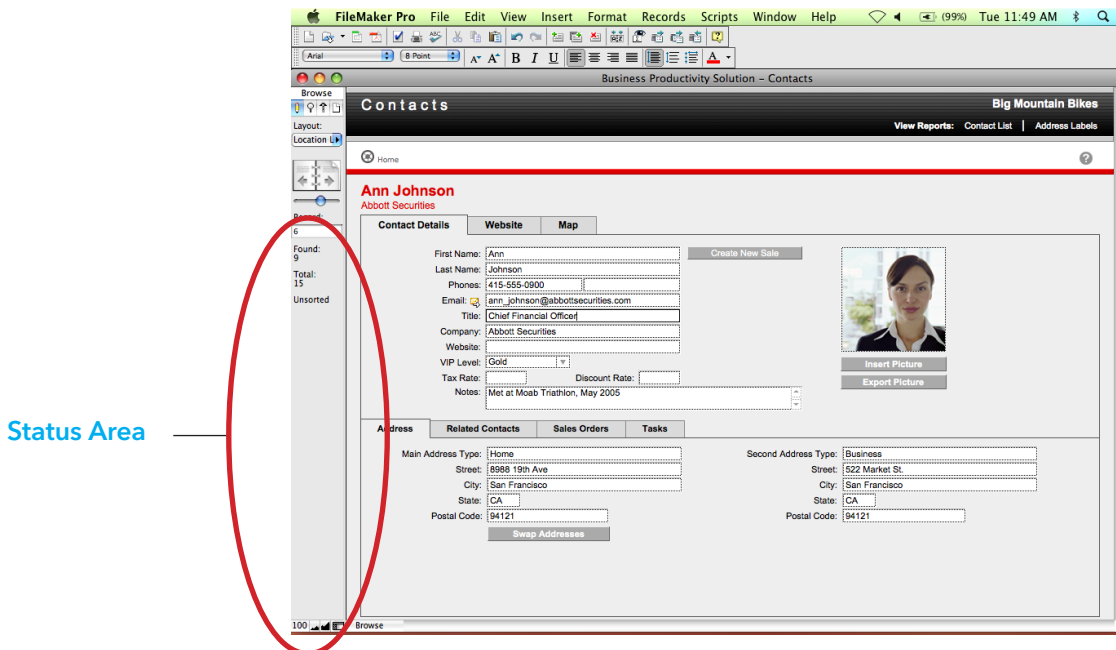 FileMaker Pro File Edit View Insert Format Records Scripts Window Help (99%) Tue 11:49 AM
Arial 8 Point B I U A
Business Productivity Solution – Contacts
Browse
Contacts Big Mountain Bikes
Layout: View Reports: Contact List | Address Labels
Location L
Home ?
Ann Johnson
Abbott Securities
Record:
6
Contact Details Website Map
Found:
9
Total:
15
Unsorted
First Name: Ann Create New Sale
Last Name: Johnson
Phones: 415-555-0900
Email: ann_johnson@abbottsecurities.com
Title: Chief Financial Officer
Company: Abbott Securities
Website:
VIP Level: Gold
Tax Rate: Discount Rate:
Notes: Met at Moab Triathlon, May 2005
Insert Picture
Export Picture
Status Area
Address Related Contacts Sales Orders Tasks
Main Address Type: Home Second Address Type: Business
Street: 8988 19th Ave Street: 522 Market St.
City: San Francisco City: San Francisco
State: CA State: CA
Postal Code: 94121 Postal Code: 94121
Swap Addresses
100 Browse